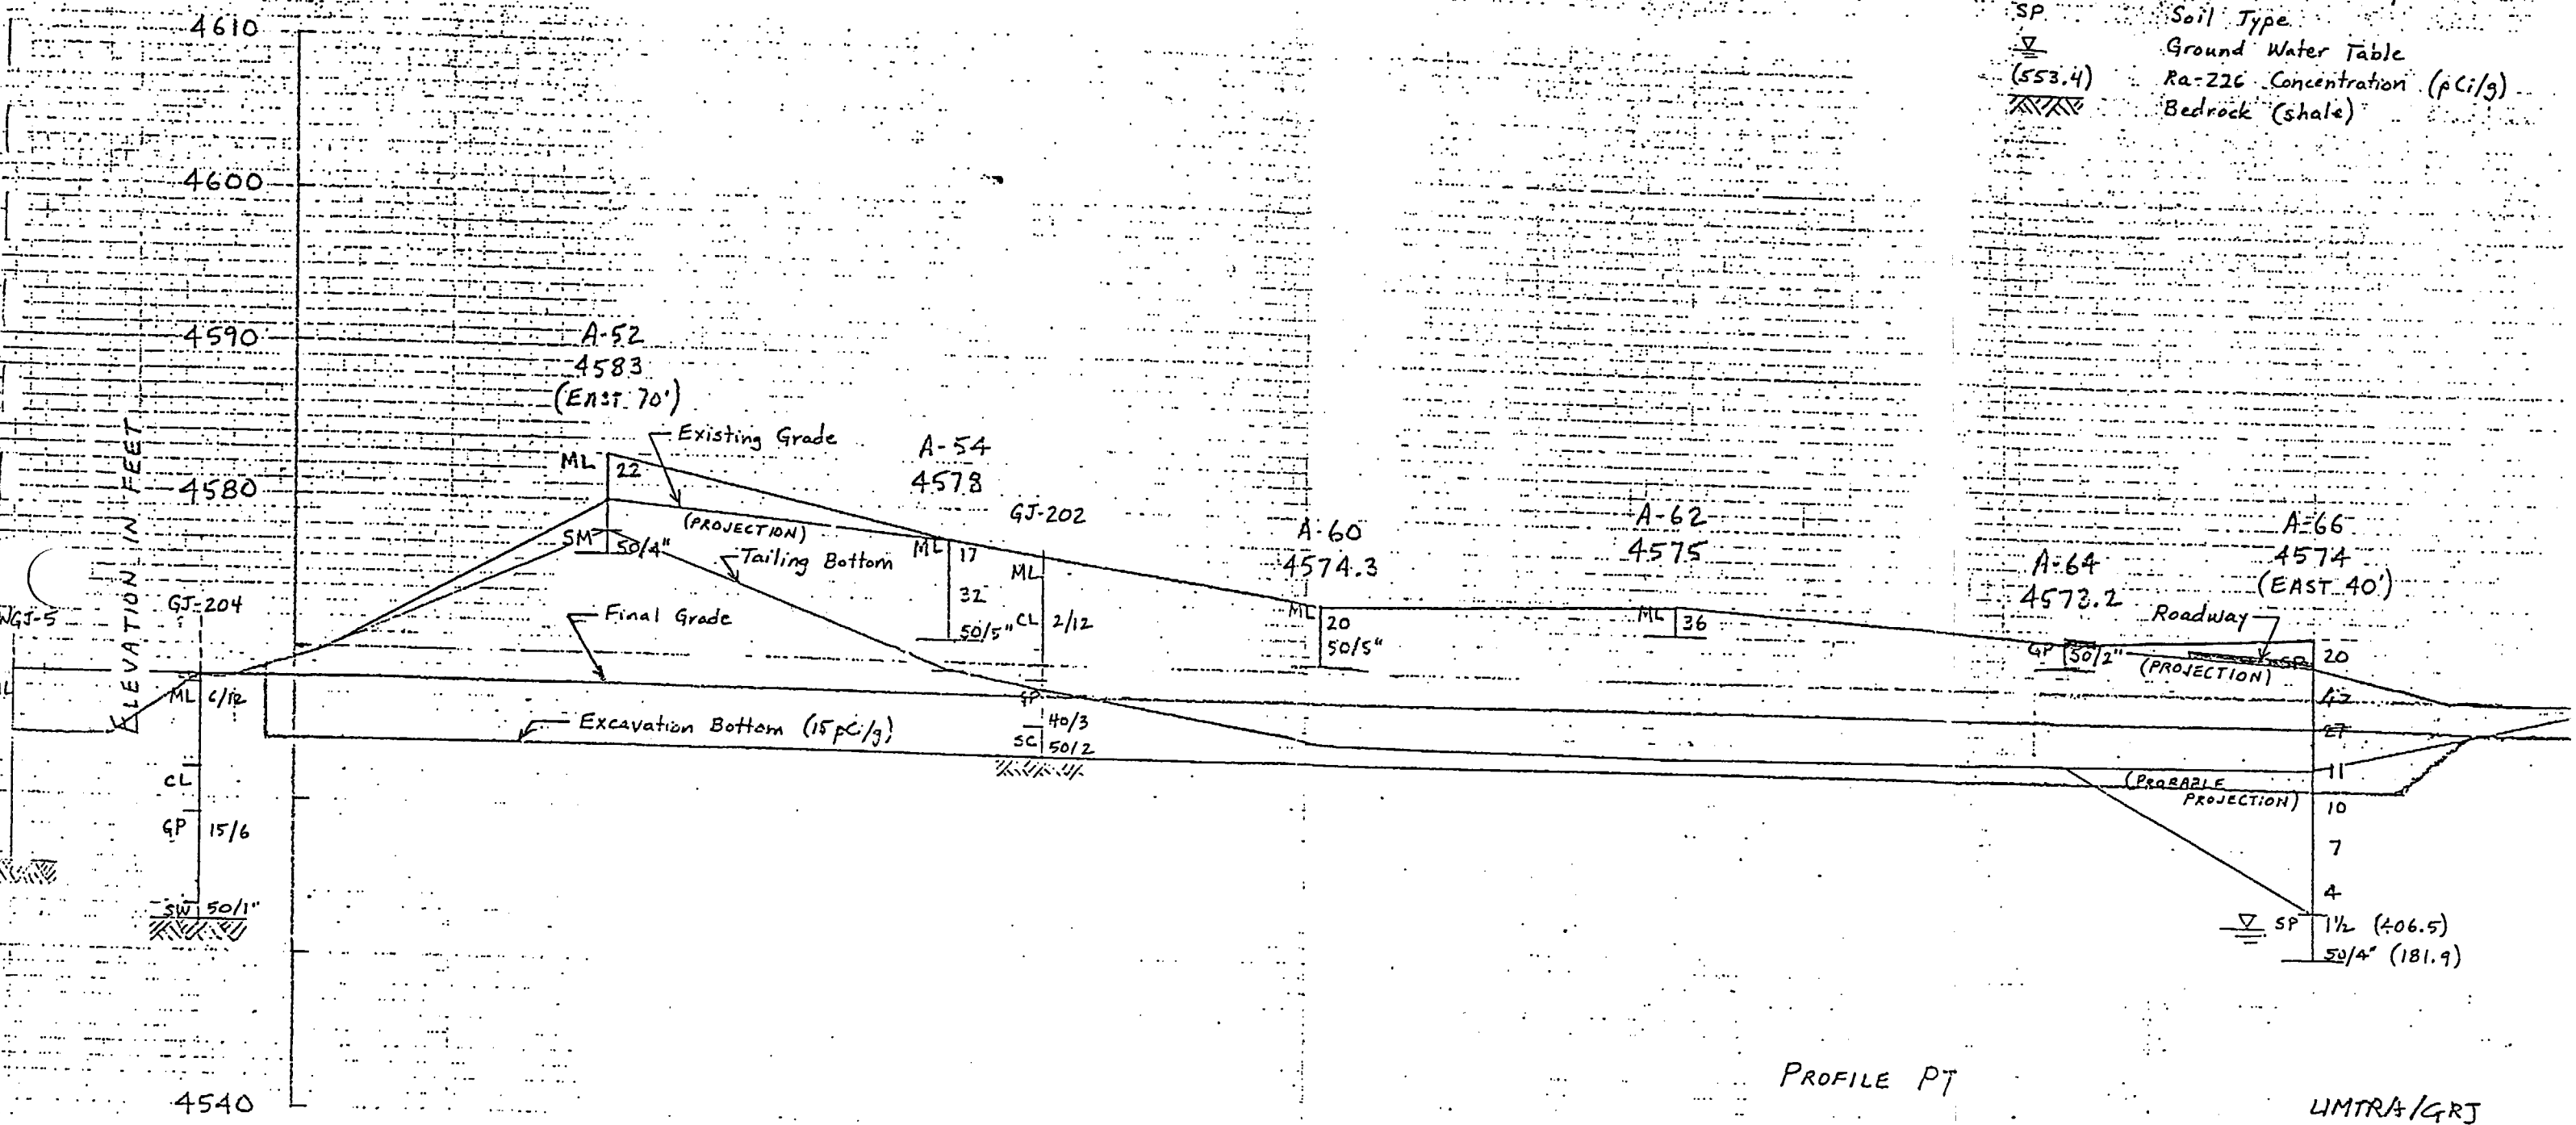 4610
SP
Soil Type
Ground Water Table
(553.4)
Ra-226 Concentration (pCi/g)
Bedrock (shale)
4600
4590
A-52
4583
(EAST 70')
ELEVATION IN FEET
4580
ML
22
Existing Grade
(PROJECTION)
SM
50/4"
Tailing Bottom
A-54
4578
ML
17
32
50/5"
GJ-202
ML
CL
2/12
GP
40/3
SC
50/2
A-60
4574.3
ML
20
50/5"
A-62
4575
ML
36
A-64
4573.2
GP
50/2"
A-66
4574
(EAST 40')
Roadway
SP
20
(PROJECTION)
27
11
(PROBABLE
PROJECTION)
10
7
4
SP
1½ (406.5)
50/4" (181.9)
GJ-5
GJ-204
ML
6/12
CL
GP
15/6
SW
50/1"
Final Grade
Excavation Bottom (15 pCi/g)
4540
PROFILE PT
UMTRA/GRJ